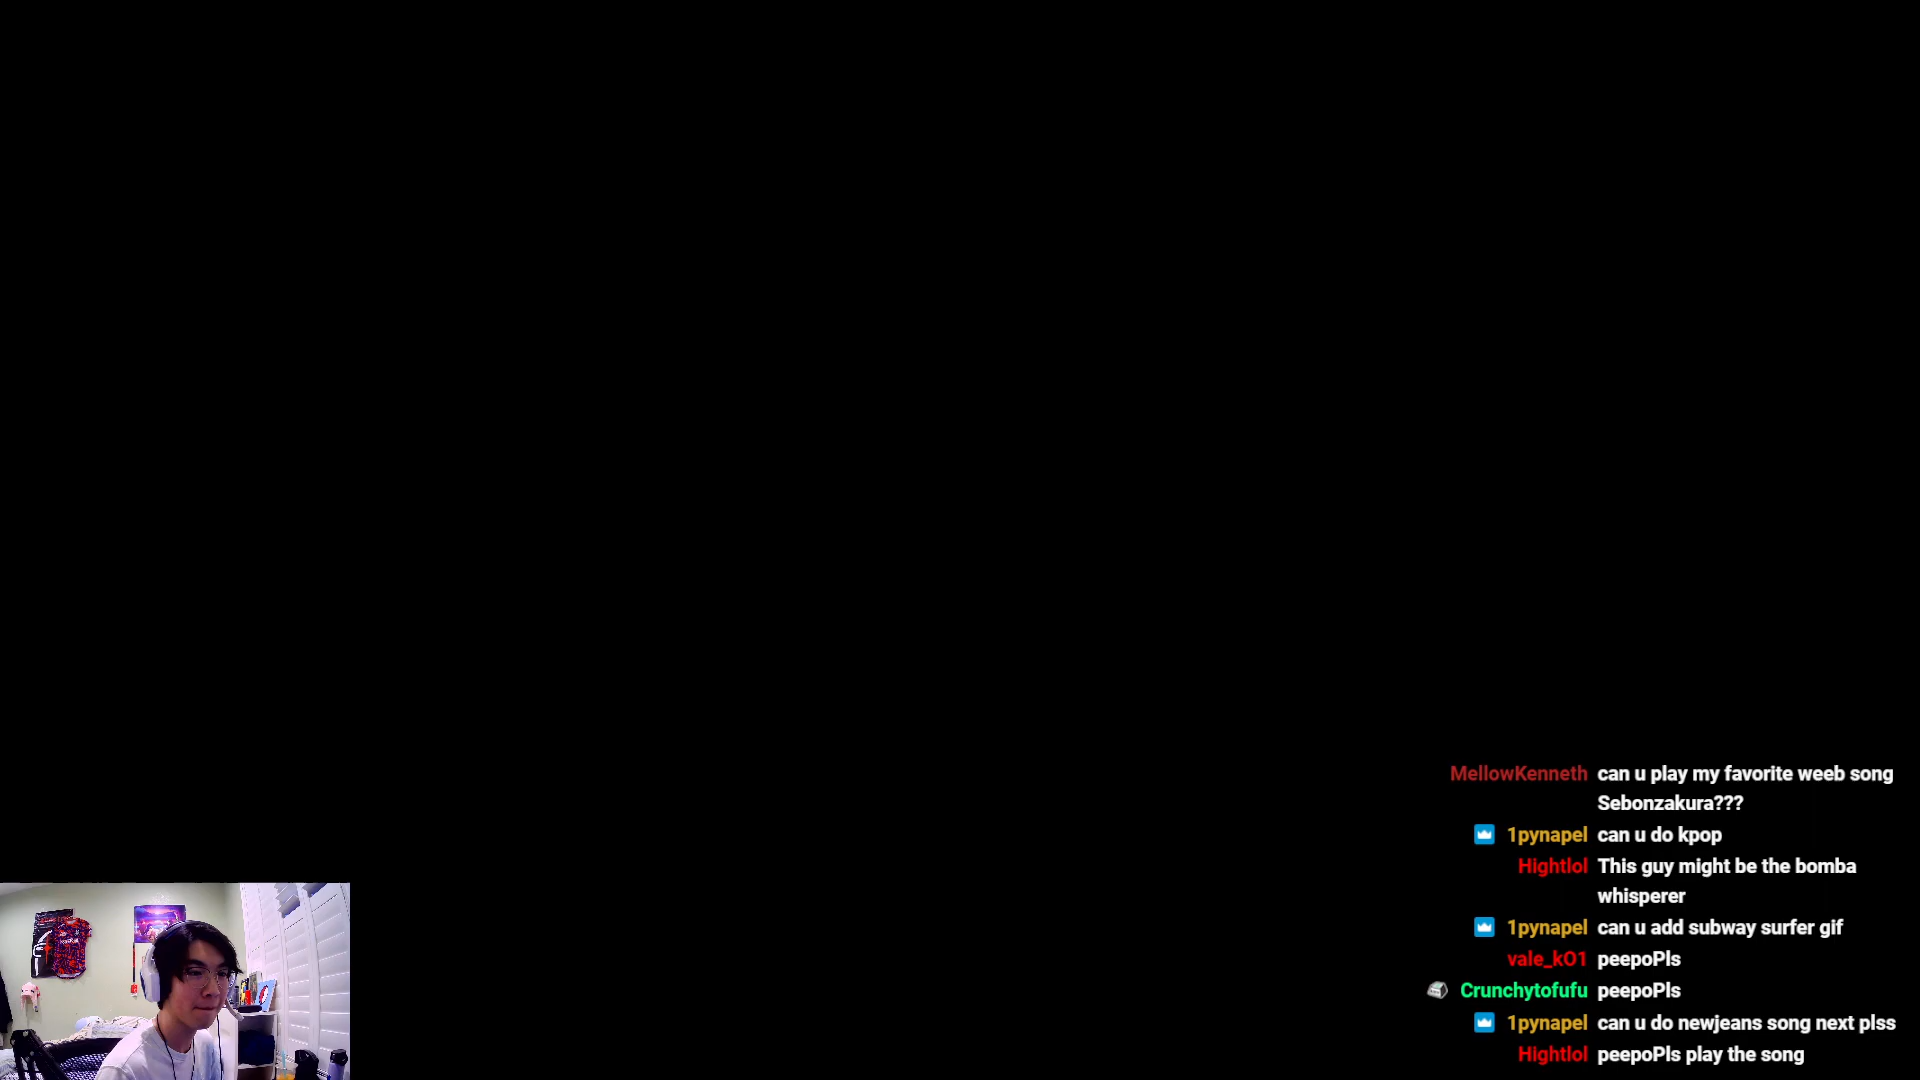 MellowKenneth can u play my favorite weeb song
Sebonzakura???
1pynapel can u do kpop
Hightlol This guy might be the bomba
whisperer
1pynapel can u add subway surfer gif
vale_kO1 peepoPls
Crunchytofufu peepoPls
1pynapel can u do newjeans song next plss
Hightlol peepoPls play the song